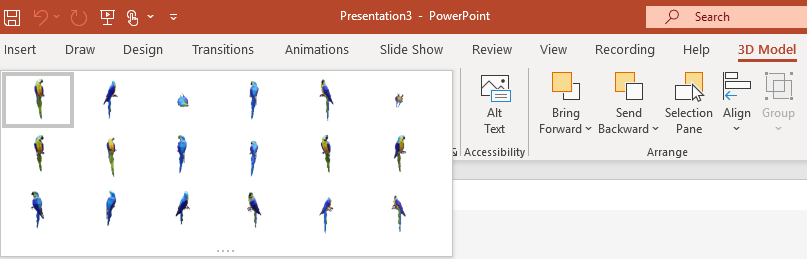 Presentation3 - PowerPoint
Search
Insert Draw Design Transitions Animations Slide Show Review View Recording Help 3D Model
Alt Text
Bring Forward
Send Backward
Selection Pane
Align
Group
Accessibility
Arrange